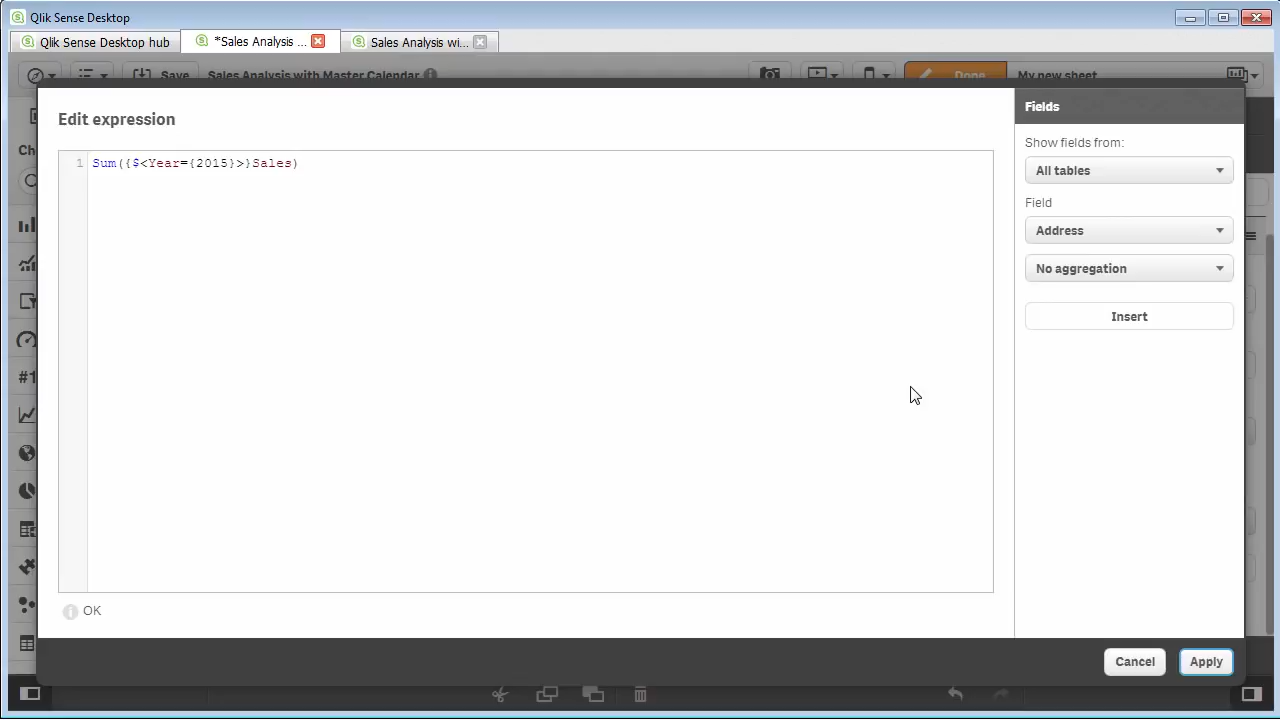 Qlik Sense Desktop
Qlik Sense Desktop hub
*Sales Analysis ...
Sales Analysis wi...
Save
Sales Analysis with Master Calendar
Done
My new sheet
Ch
Edit expression
1 Sum({$<Year={2015}>}Sales)
OK
#1
Fields
Show fields from:
All tables
Field
Address
No aggregation
Insert
Cancel
Apply